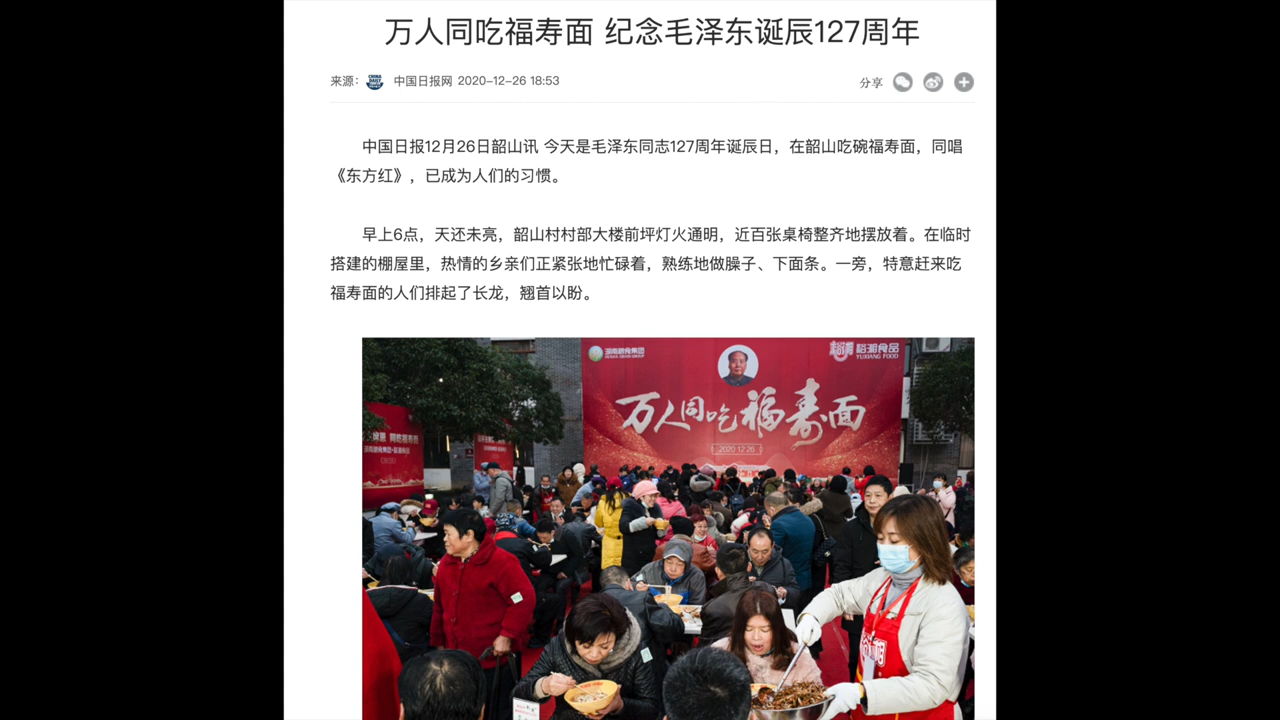 万人同吃福寿面 纪念毛泽东诞辰127周年
来源： CHINA DAILY 中国日报网 2020-12-26 18:53
分享
中国日报12月26日韶山讯 今天是毛泽东同志127周年诞辰日，在韶山吃碗福寿面，同唱
《东方红》，已成为人们的习惯。
早上6点，天还未亮，韶山村村部大楼前坪灯火通明，近百张桌椅整齐地摆放着。在临时
搭建的棚屋里，热情的乡亲们正紧张地忙碌着，熟练地做臊子、下面条。一旁，特意赶来吃
福寿面的人们排起了长龙，翘首以盼。
湖南粮食集团
裕湘食品
YUXIANG FOOD
万人同吃福寿面
2020 12 26
同吃福寿面